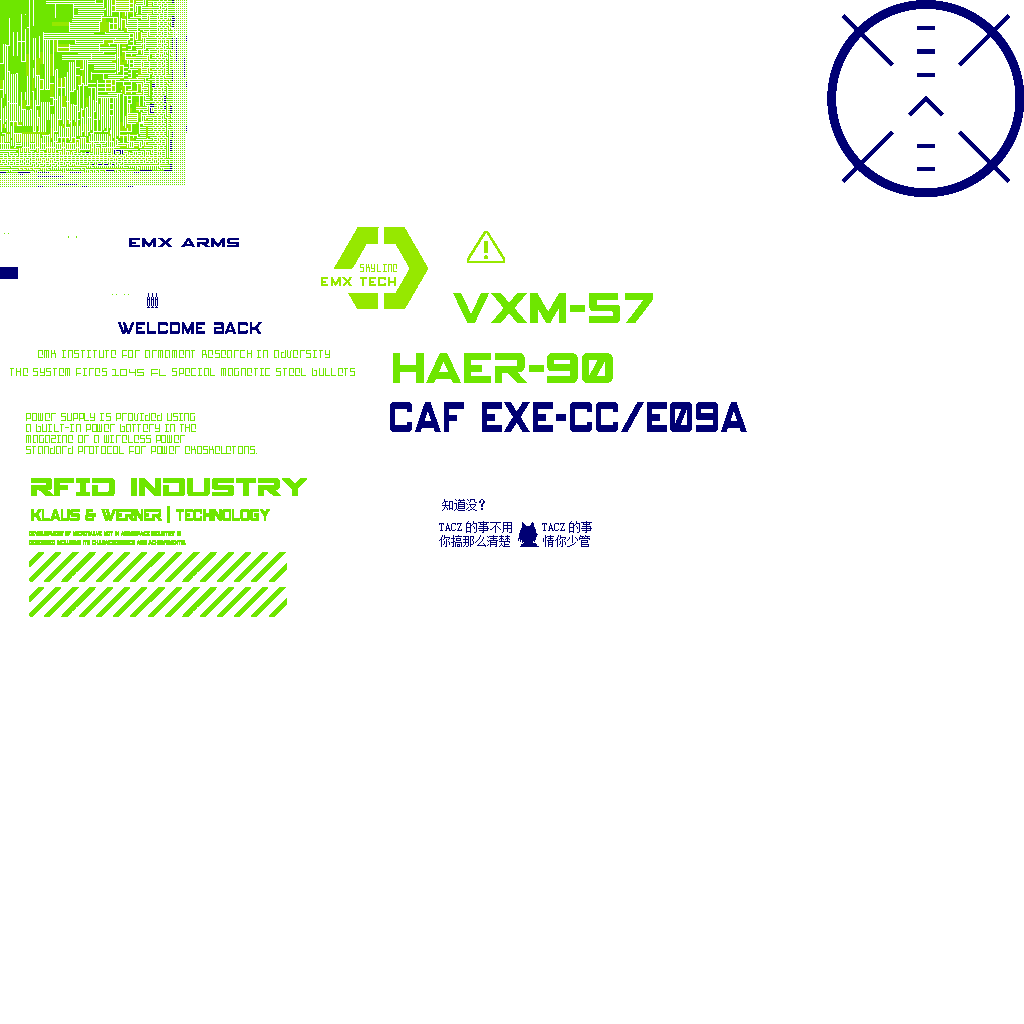 EMX ARMS
SKYLINE
EMX TECH
!
VXM-57
WELCOME BACK
EMX INSTITUTE FOR ARMAMENT RESEARCH IN ADVERSITY
THE SYSTEM FIRES 1045 FL SPECIAL MAGNETIC STEEL BULLETS
HAER-90
CAF EXE-CC/E09A
POWER SUPPLY IS PROVIDED USING
A BUILT-IN POWER BATTERY IN THE
MAGAZINE OR A WIRELESS POWER
STANDARD PROTOCOL FOR POWER EXOSKELETONS.
RFID INDUSTRY
KLAUS & WERNER | TECHNOLOGY
知道没?
TACZ 的事不用
你搞那么清楚
TACZ 的事
情你少管